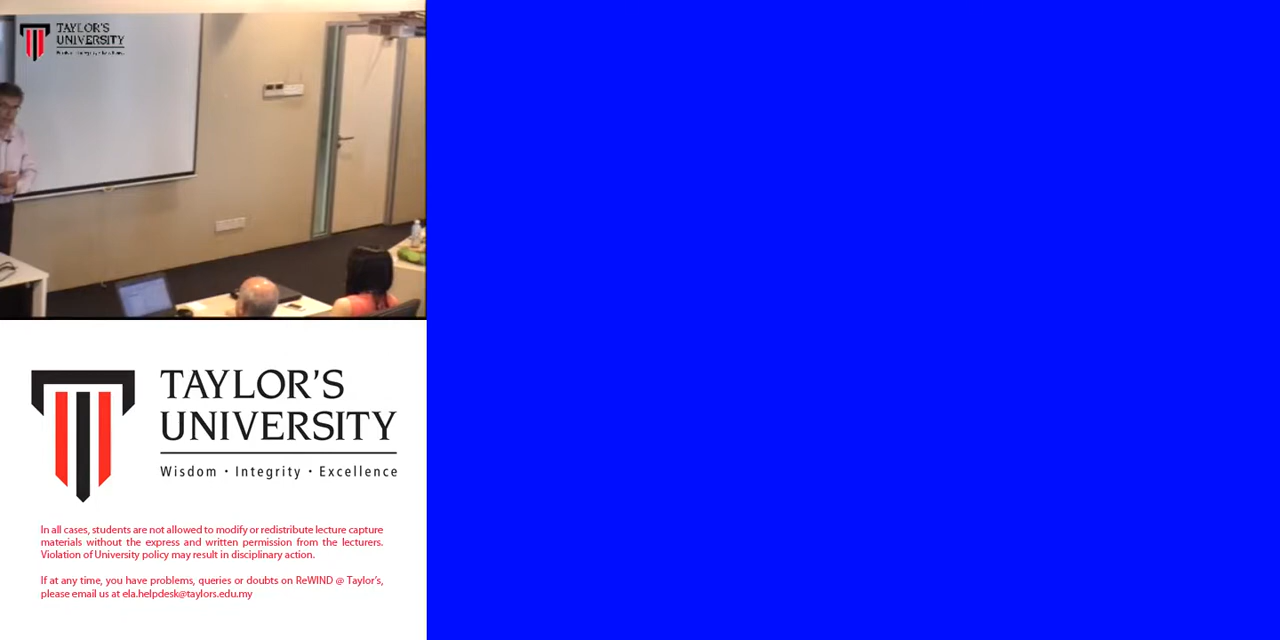 TAYLOR'S
UNIVERSITY
TAYLOR'S
UNIVERSITY
Wisdom • Integrity • Excellence
In all cases, students are not allowed to modify or redistribute lecture capture
materials without the express and written permission from the lecturers.
Violation of University policy may result in disciplinary action.
If at any time, you have problems, queries or doubts on ReWIND @ Taylor's,
please email us at ela.helpdesk@taylors.edu.my